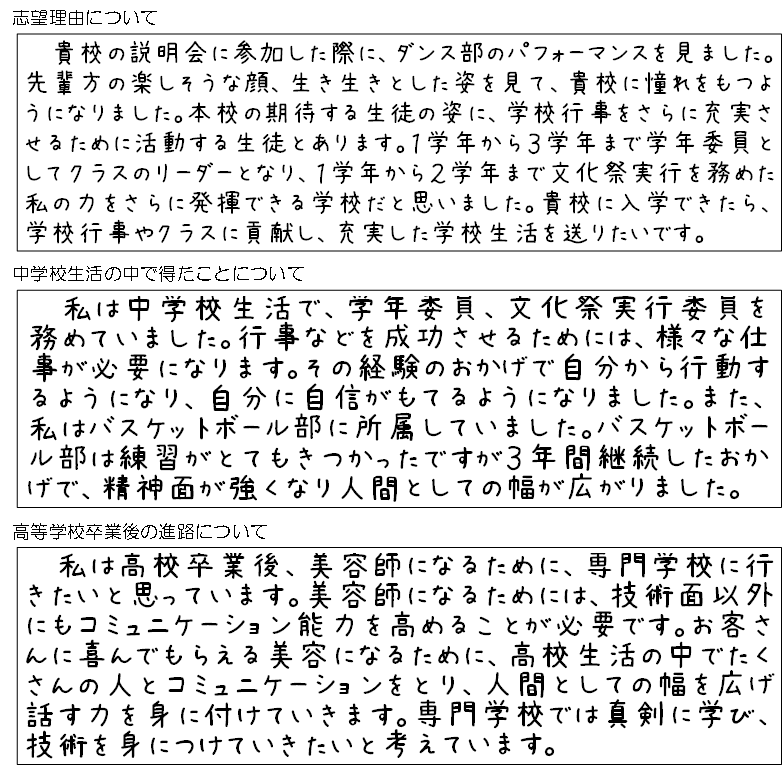 志望理由について
貴校の説明会に参加した際に、ダンス部のパフォーマンスを見ました。
先輩方の楽しそうな顔、生き生きとした姿を見て、貴校に憧れをもつよ
うになりました。本校の期待する生徒の姿に、学校行事をさらに充実さ
せるために活動する生徒とあります。1学年から3学年まで学年委員と
してクラスのリーダーとなり、1学年から2学年まで文化祭実行を務めた
私の力をさらに発揮できる学校だと思いました。貴校に入学できたら、
学校行事やクラスに貢献し、充実した学校生活を送りたいです。
中学校生活の中で得たことについて
私は中学校生活で、学年委員、文化祭実行委員を
務めていました。行事などを成功させるためには、様々な仕
事が必要になります。その経験のおかげで自分から行動す
るようになり、自分に自信がもてるようになりました。また、
私はバスケットボール部に所属していました。バスケットボー
ル部は練習がとてもきつかったですが3年間継続したおか
げで、精神面が強くなり人間としての幅が広がりました。
高等学校卒業後の進路について
私は高校卒業後、美容師になるために、専門学校に行
きたいと思っています。美容師になるためには、技術面以外
にもコミュニケーション能力を高めることが必要です。お客さ
んに喜んでもらえる美容になるために、高校生活の中でたく
さんの人とコミュニケーションをとり、人間としての幅を広げ
話す力を身に付けていきます。専門学校では真剣に学び、
技術を身につけていきたいと考えています。